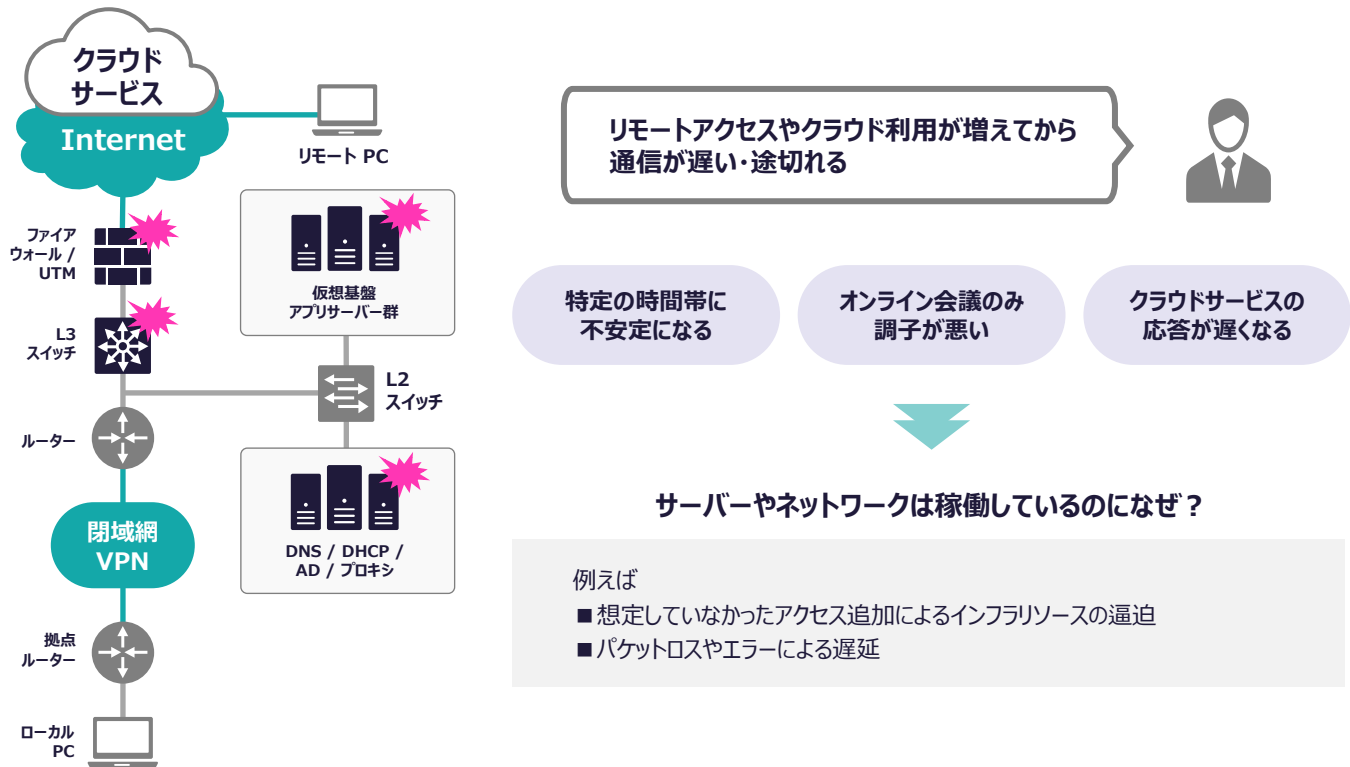 クラウド
サービス
Internet
リモート PC
ファイア
ウォール /
UTM
仮想基盤
アプリサーバー群
L3
スイッチ
L2
スイッチ
ルーター
DNS / DHCP /
AD / プロキシ
閉域網
VPN
拠点
ルーター
ローカル
PC
リモートアクセスやクラウド利用が増えてから
通信が遅い・途切れる
特定の時間帯に
不安定になる
オンライン会議のみ
調子が悪い
クラウドサービスの
応答が遅くなる
サーバーやネットワークは稼働しているのになぜ？
例えば
■想定していなかったアクセス追加によるインフラリソースの逼迫
■パケットロスやエラーによる遅延